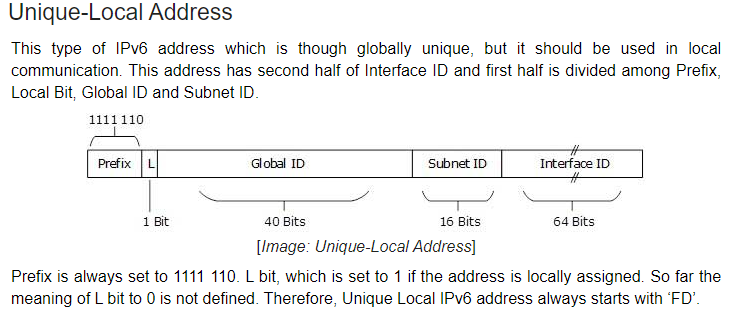 Unique-Local Address
This type of IPv6 address which is though globally unique, but it should be used in local
communication. This address has second half of Interface ID and first half is divided among Prefix,
Local Bit, Global ID and Subnet ID.
1111 110
Prefix L Global ID Subnet ID Interface ID
1 Bit 40 Bits 16 Bits 64 Bits
[Image: Unique-Local Address]
Prefix is always set to 1111 110. L bit, which is set to 1 if the address is locally assigned. So far the
meaning of L bit to 0 is not defined. Therefore, Unique Local IPv6 address always starts with ‘FD’.